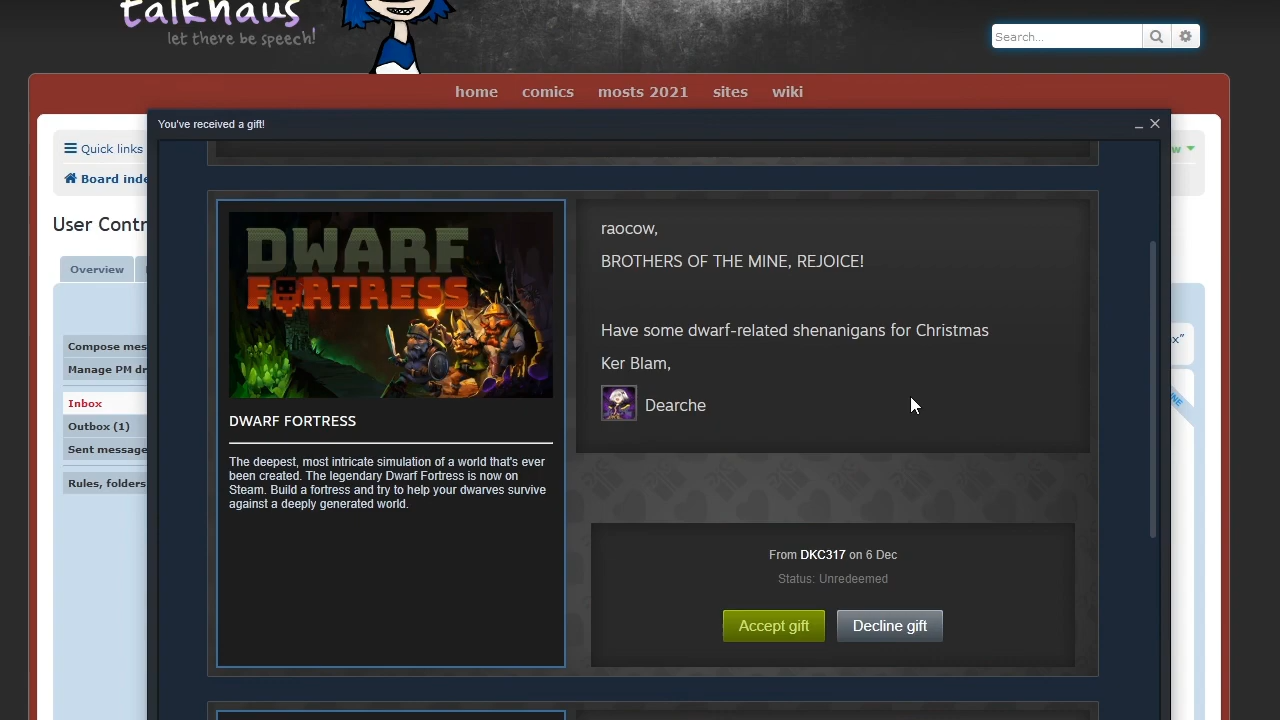 talkhaus
let there be speech!
Search...
home comics mosts 2021 sites wiki
You've received a gift!
Quick links
Board inde
User Contr
Overview
Compose mes
Manage PM dr
Inbox
Outbox (1)
Sent message
Rules, folders
DWARF
FORTRESS
DWARF FORTRESS
The deepest, most intricate simulation of a world that's ever
been created. The legendary Dwarf Fortress is now on
Steam. Build a fortress and try to help your dwarves survive
against a deeply generated world.
raocow,
BROTHERS OF THE MINE, REJOICE!
Have some dwarf-related shenanigans for Christmas
Ker Blam,
Dearche
From DKC317 on 6 Dec
Status: Unredeemed
Accept gift Decline gift